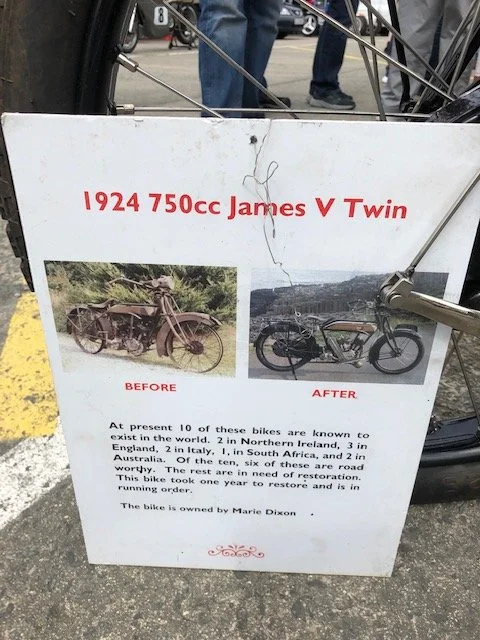 8
1924 750cc James V Twin
BEFORE
AFTER
At present 10 of these bikes are known to
exist in the world. 2 in Northern Ireland, 3 in
England, 2 in Italy, 1, in South Africa, and 2 in
Australia. Of the ten, six of these are road
worthy. The rest are in need of restoration.
This bike took one year to restore and is in
running order.
The bike is owned by Marie Dixon